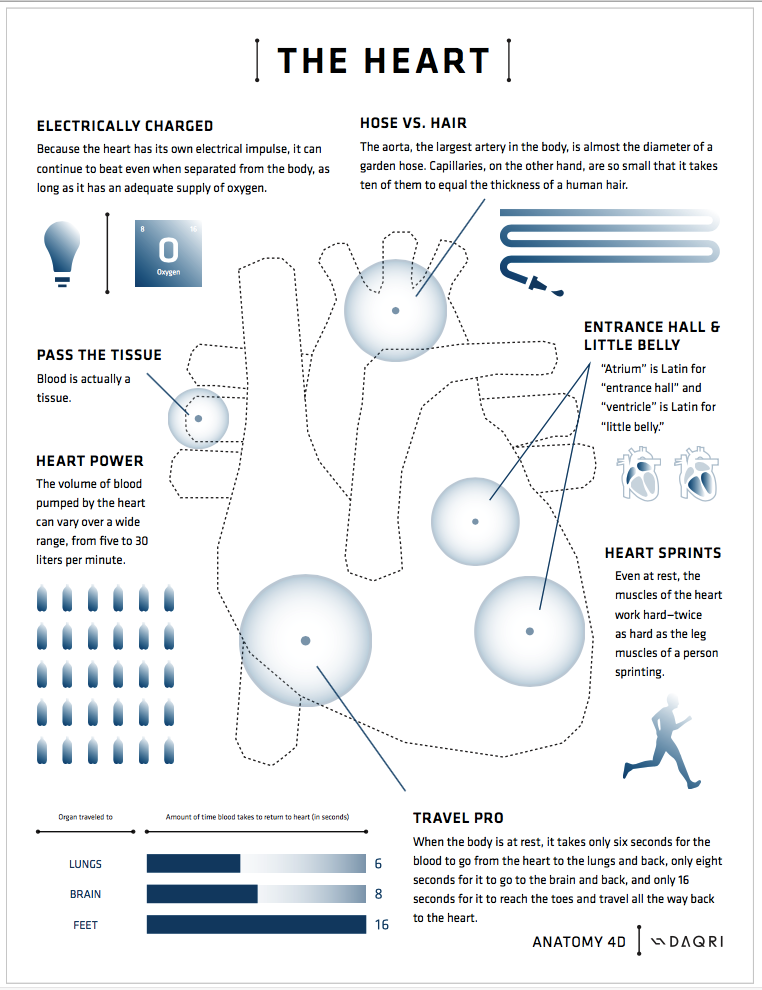 THE HEART
ELECTRICALLY CHARGED
Because the heart has its own electrical impulse, it can
continue to beat even when separated from the body, as
long as it has an adequate supply of oxygen.
HOSE VS. HAIR
The aorta, the largest artery in the body, is almost the diameter of a
garden hose. Capillaries, on the other hand, are so small that it takes
ten of them to equal the thickness of a human hair.
8
O
Oxygen
PASS THE TISSUE
Blood is actually a
tissue.
ENTRANCE HALL &
LITTLE BELLY
“Atrium” is Latin for
“entrance hall” and
“ventricle” is Latin for
“little belly.”
HEART POWER
The volume of blood
pumped by the heart
can vary over a wide
range, from five to 30
liters per minute.
HEART SPRINTS
Even at rest, the
muscles of the heart
work hard—twice
as hard as the leg
muscles of a person
sprinting.
Organ traveled to
Amount of time blood takes to return to heart (in seconds)
LUNGS 6
BRAIN 8
FEET 16
TRAVEL PRO
When the body is at rest, it takes only six seconds for the
blood to go from the heart to the lungs and back, only eight
seconds for it to go to the brain and back, and only 16
seconds for it to reach the toes and travel all the way back
to the heart.
ANATOMY 4D
DAQRI